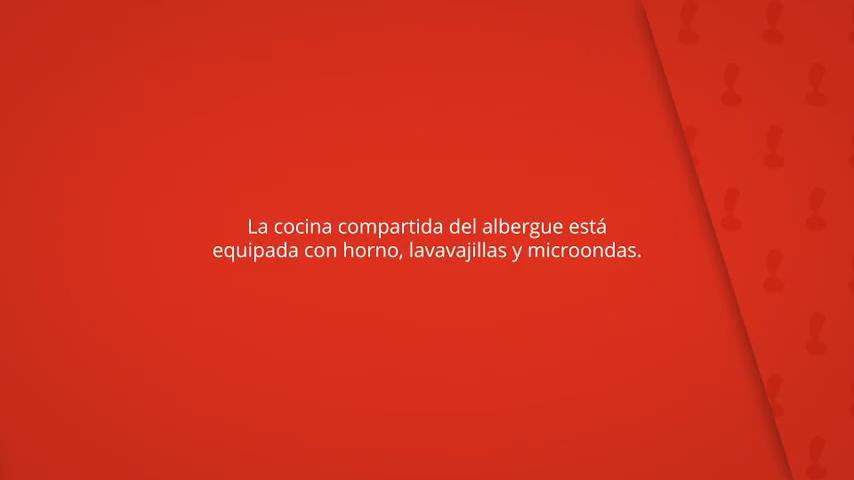 La cocina compartida del albergue está
equipada con horno, lavavajillas y microondas.